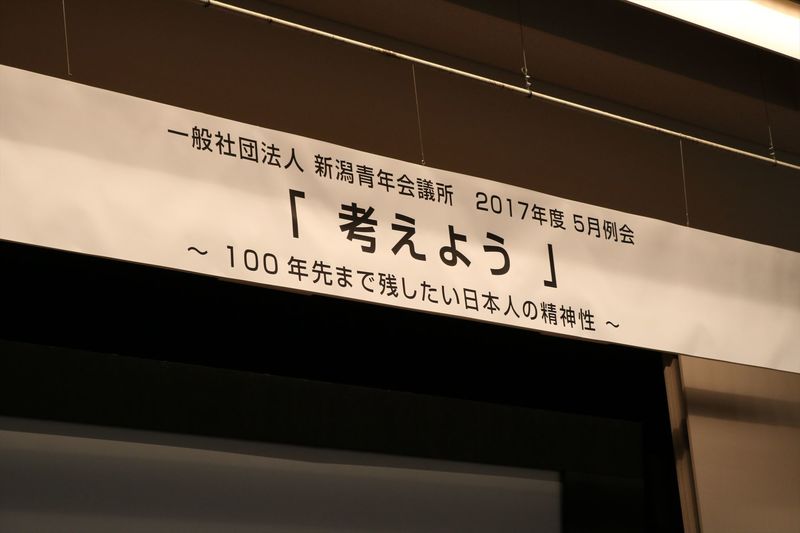 一般社団法人 新潟青年会議所 2017年度 5月例会
「 考えよう 」
～ 100年先まで残したい日本人の精神性 ～